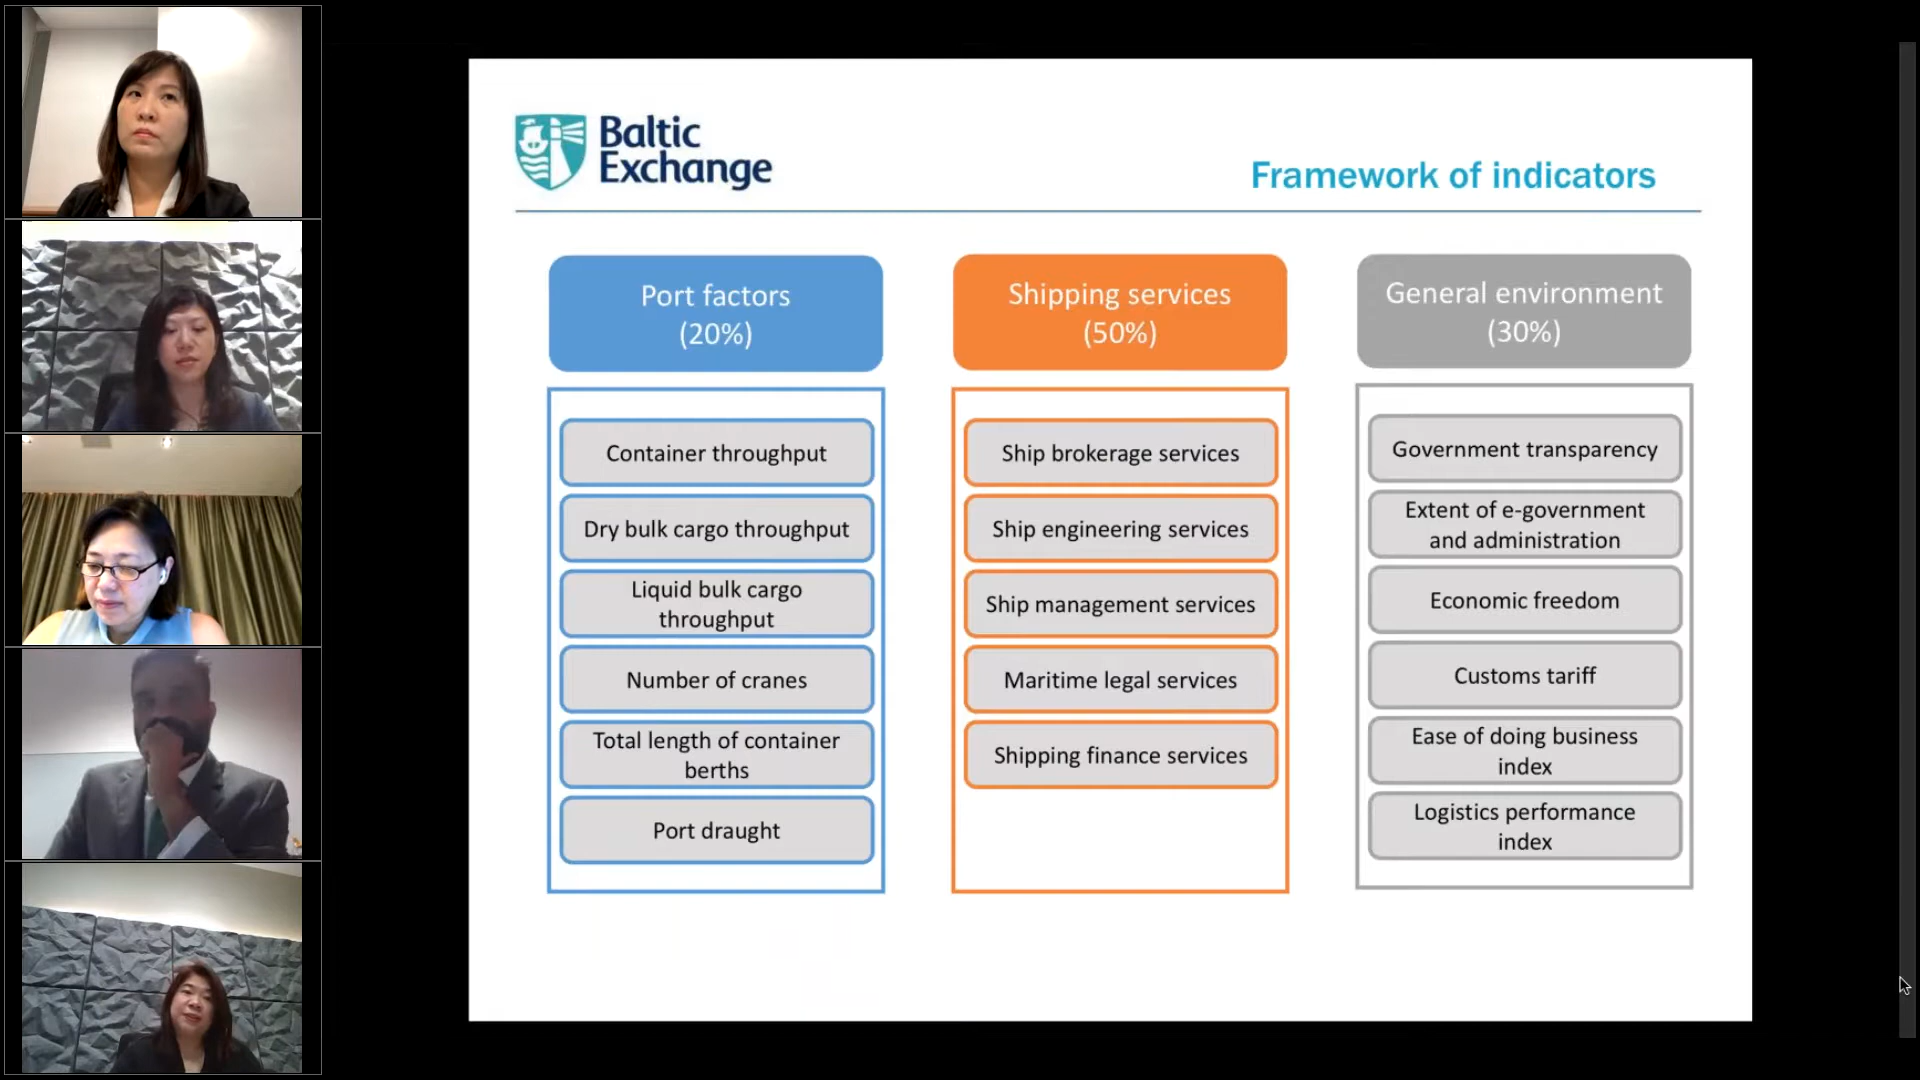 Baltic
Exchange
Framework of indicators
Port factors
(20%)
Container throughput
Dry bulk cargo throughput
Liquid bulk cargo
throughput
Number of cranes
Total length of container
berths
Port draught
Shipping services
(50%)
Ship brokerage services
Ship engineering services
Ship management services
Maritime legal services
Shipping finance services
General environment
(30%)
Government transparency
Extent of e-government
and administration
Economic freedom
Customs tariff
Ease of doing business
index
Logistics performance
index